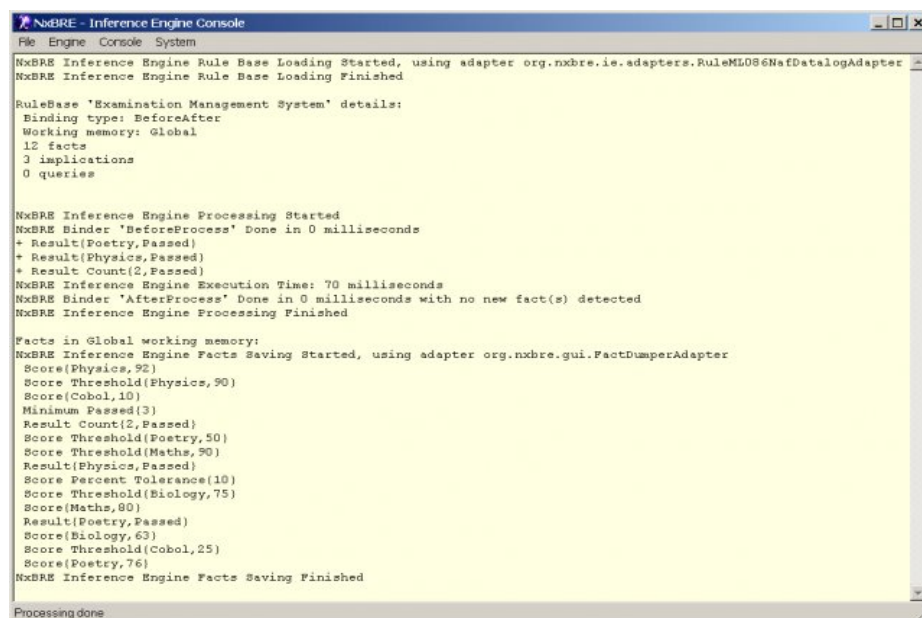 NxBRE - Inference Engine Console
File Engine Console System
NxBRE Inference Engine Rule Base Loading Started, using adapter org.nxbre.ie.adapters.RuleML086NafDatalogAdapter
NxBRE Inference Engine Rule Base Loading Finished
RuleBase 'Examination Management System' details:
Binding type: BeforeAfter
Working memory: Global
12 facts
3 implications
0 queries
NxBRE Inference Engine Processing Started
NxBRE Binder 'BeforeProcess' Done in 0 milliseconds
+ Result{Poetry,Passed}
+ Result{Physics,Passed}
+ Result Count{2,Passed}
NxBRE Inference Engine Execution Time: 70 milliseconds
NxBRE Binder 'AfterProcess' Done in 0 milliseconds with no new fact(s) detected
NxBRE Inference Engine Processing Finished
Facts in Global working memory:
NxBRE Inference Engine Facts Saving Started, using adapter org.nxbre.gui.FactDumperAdapter
Score{Physics,92}
Score Threshold{Physics,90}
Score{Cobol,10}
Minimum Passed{3}
Result Count{2,Passed}
Score Threshold{Poetry,50}
Score Threshold{Maths,90}
Result{Physics,Passed}
Score Percent Tolerance{10}
Score Threshold{Biology,75}
Score{Maths,80}
Result{Poetry,Passed}
Score{Biology,63}
Score Threshold{Cobol,25}
Score{Poetry,76}
NxBRE Inference Engine Facts Saving Finished
Processing done